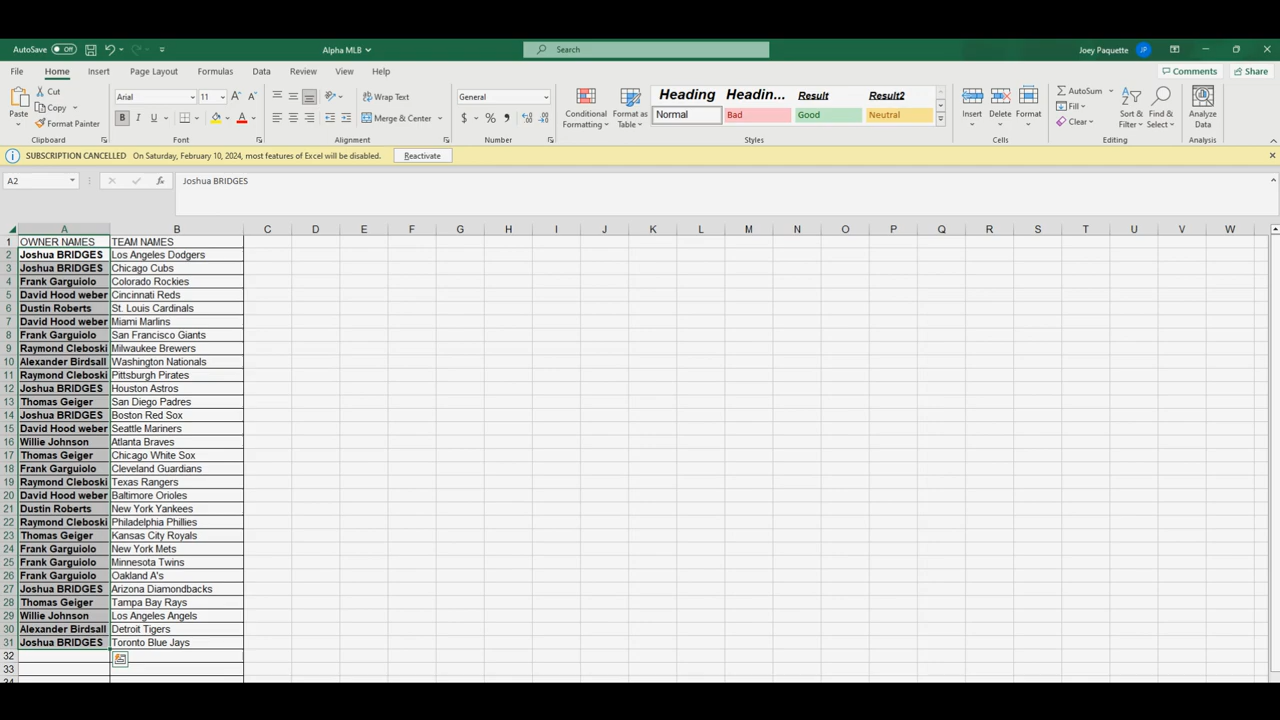 AutoSave Off Alpha MLB Search Joey Paquette JP
File Home Insert Page Layout Formulas Data Review View Help Comments Share
Cut Arial 11 Wrap Text General Heading Headin... Result Result2 AutoSum
Paste Copy Format Painter B I U Merge & Center $ % Conditional Formatting Format as Table Normal Bad Good Neutral Insert Delete Format Fill Clear Sort & Filter Find & Select Analyze Data
Clipboard Font Alignment Number Styles Cells Editing Analysis
SUBSCRIPTION CANCELLED On Saturday, February 10, 2024, most features of Excel will be disabled. Reactivate
A2 fx Joshua BRIDGES
A B C D E F G H I J K L M N O P Q R S T U V W
1 OWNER NAMES TEAM NAMES
2 Joshua BRIDGES Los Angeles Dodgers
3 Joshua BRIDGES Chicago Cubs
4 Frank Garguiolo Colorado Rockies
5 David Hood weber Cincinnati Reds
6 Dustin Roberts St. Louis Cardinals
7 David Hood weber Miami Marlins
8 Frank Garguiolo San Francisco Giants
9 Raymond Cleboski Milwaukee Brewers
10 Alexander Birdsall Washington Nationals
11 Raymond Cleboski Pittsburgh Pirates
12 Joshua BRIDGES Houston Astros
13 Thomas Geiger San Diego Padres
14 Joshua BRIDGES Boston Red Sox
15 David Hood weber Seattle Mariners
16 Willie Johnson Atlanta Braves
17 Thomas Geiger Chicago White Sox
18 Frank Garguiolo Cleveland Guardians
19 Raymond Cleboski Texas Rangers
20 David Hood weber Baltimore Orioles
21 Dustin Roberts New York Yankees
22 Raymond Cleboski Philadelphia Phillies
23 Thomas Geiger Kansas City Royals
24 Frank Garguiolo New York Mets
25 Frank Garguiolo Minnesota Twins
26 Frank Garguiolo Oakland A's
27 Joshua BRIDGES Arizona Diamondbacks
28 Thomas Geiger Tampa Bay Rays
29 Willie Johnson Los Angeles Angels
30 Alexander Birdsall Detroit Tigers
31 Joshua BRIDGES Toronto Blue Jays
32
33